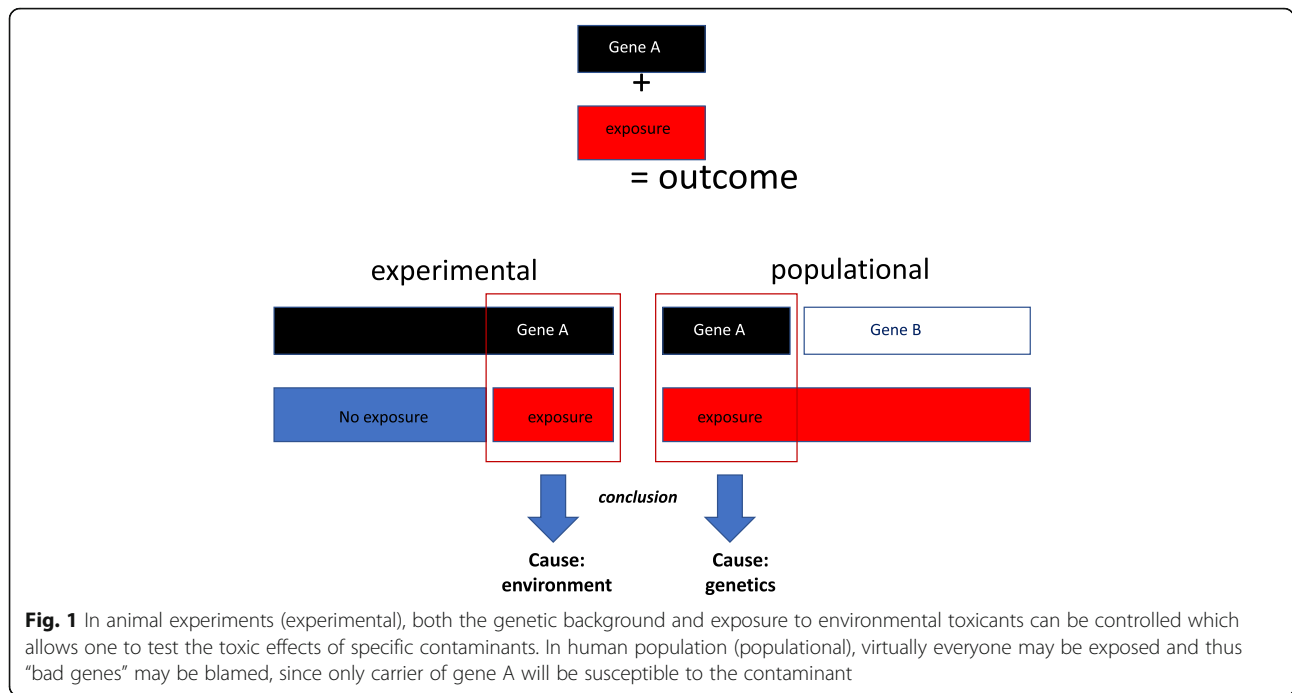 Gene A
+
exposure
= outcome
experimental
populational
Gene A
Gene A
Gene B
No exposure
exposure
exposure
conclusion
Cause:
environment
Cause:
genetics
Fig. 1 In animal experiments (experimental), both the genetic background and exposure to environmental toxicants can be controlled which
allows one to test the toxic effects of specific contaminants. In human population (populational), virtually everyone may be exposed and thus
“bad genes” may be blamed, since only carrier of gene A will be susceptible to the contaminant